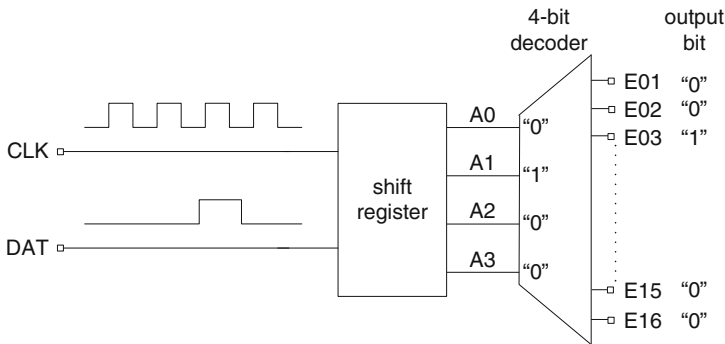 4-bit
decoder
output
bit
E01 “0”
E02 “0”
E03 “1”
A0 “0”
CLK
A1 “1”
shift
register
A2 “0”
DAT
A3 “0”
E15 “0”
E16 “0”